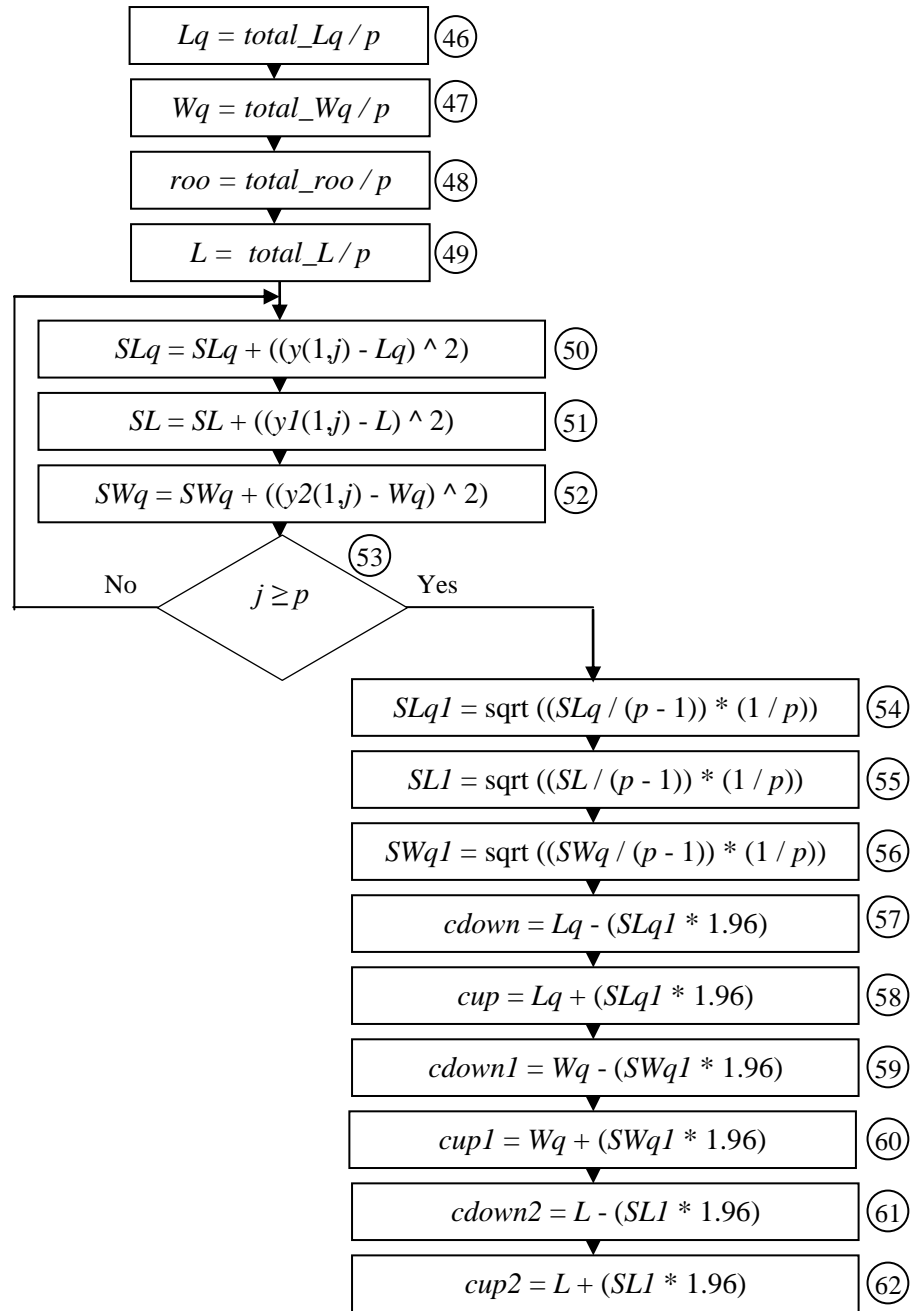 Lq = total_Lq / p 46
Wq = total_Wq / p 47
roo = total_roo / p 48
L = total_L / p 49
SLq = SLq + ((y(1,j) - Lq) ^ 2) 50
SL = SL + ((y1(1,j) - L) ^ 2) 51
SWq = SWq + ((y2(1,j) - Wq) ^ 2) 52
53
No j ≥ p Yes
SLq1 = sqrt ((SLq / (p - 1)) * (1 / p)) 54
SL1 = sqrt ((SL / (p - 1)) * (1 / p)) 55
SWq1 = sqrt ((SWq / (p - 1)) * (1 / p)) 56
cdown = Lq - (SLq1 * 1.96) 57
cup = Lq + (SLq1 * 1.96) 58
cdown1 = Wq - (SWq1 * 1.96) 59
cup1 = Wq + (SWq1 * 1.96) 60
cdown2 = L - (SL1 * 1.96) 61
cup2 = L + (SL1 * 1.96) 62